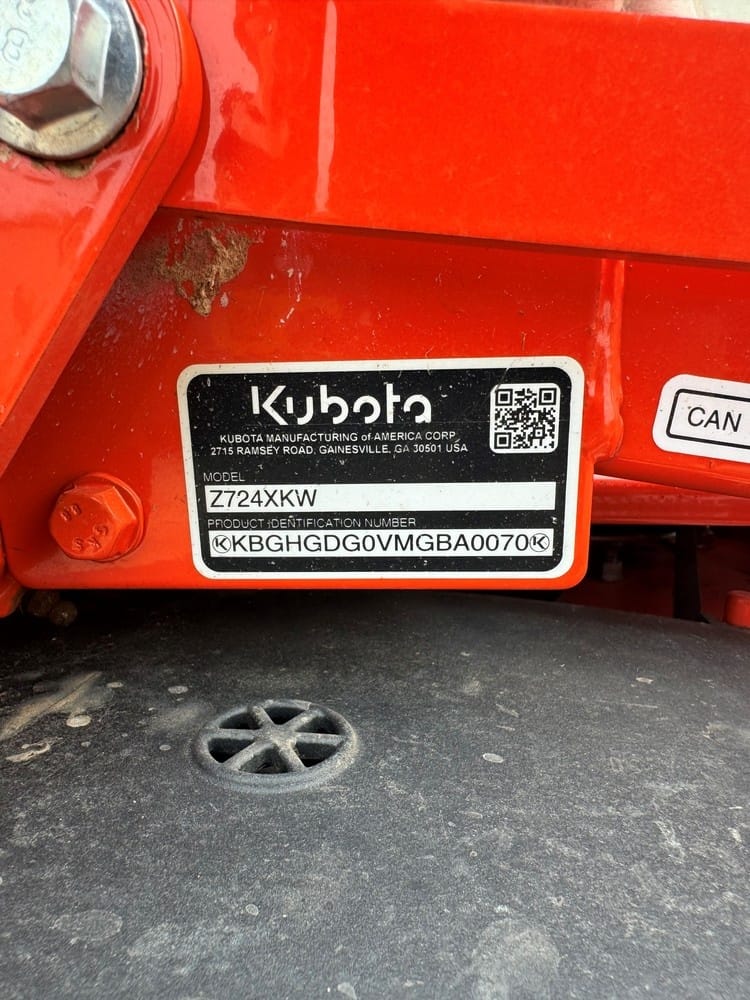 Kubota
KUBOTA MANUFACTURING of AMERICA CORP
2715 RAMSEY ROAD, GAINESVILLE, GA 30501 USA
MODEL
Z724XKW
PRODUCT IDENTIFICATION NUMBER
KBGHGDG0VMGBA0070
CAN